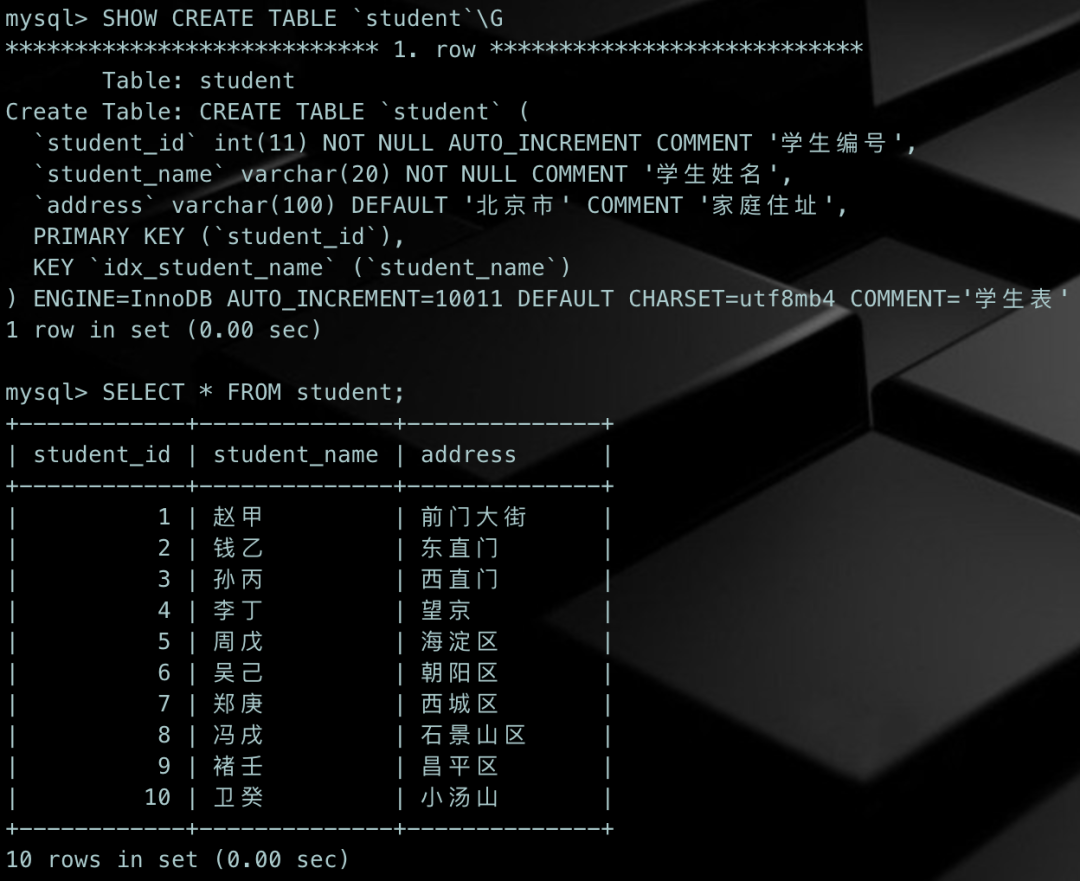 mysql> SHOW CREATE TABLE `student`\G
*************************** 1. row ***************************
       Table: student
Create Table: CREATE TABLE `student` (
  `student_id` int(11) NOT NULL AUTO_INCREMENT COMMENT '学生编号',
  `student_name` varchar(20) NOT NULL COMMENT '学生姓名',
  `address` varchar(100) DEFAULT '北京市' COMMENT '家庭住址',
  PRIMARY KEY (`student_id`),
  KEY `idx_student_name` (`student_name`)
) ENGINE=InnoDB AUTO_INCREMENT=10011 DEFAULT CHARSET=utf8mb4 COMMENT='学生表'
1 row in set (0.00 sec)

mysql> SELECT * FROM student;
+------------+--------------+--------------+
| student_id | student_name | address      |
+------------+--------------+--------------+
|          1 | 赵甲         | 前门大街     |
|          2 | 钱乙         | 东直门       |
|          3 | 孙丙         | 西直门       |
|          4 | 李丁         | 望京         |
|          5 | 周戊         | 海淀区       |
|          6 | 吴己         | 朝阳区       |
|          7 | 郑庚         | 西城区       |
|          8 | 冯戌         | 石景山区     |
|          9 | 褚壬         | 昌平区       |
|         10 | 卫癸         | 小汤山       |
+------------+--------------+--------------+
10 rows in set (0.00 sec)